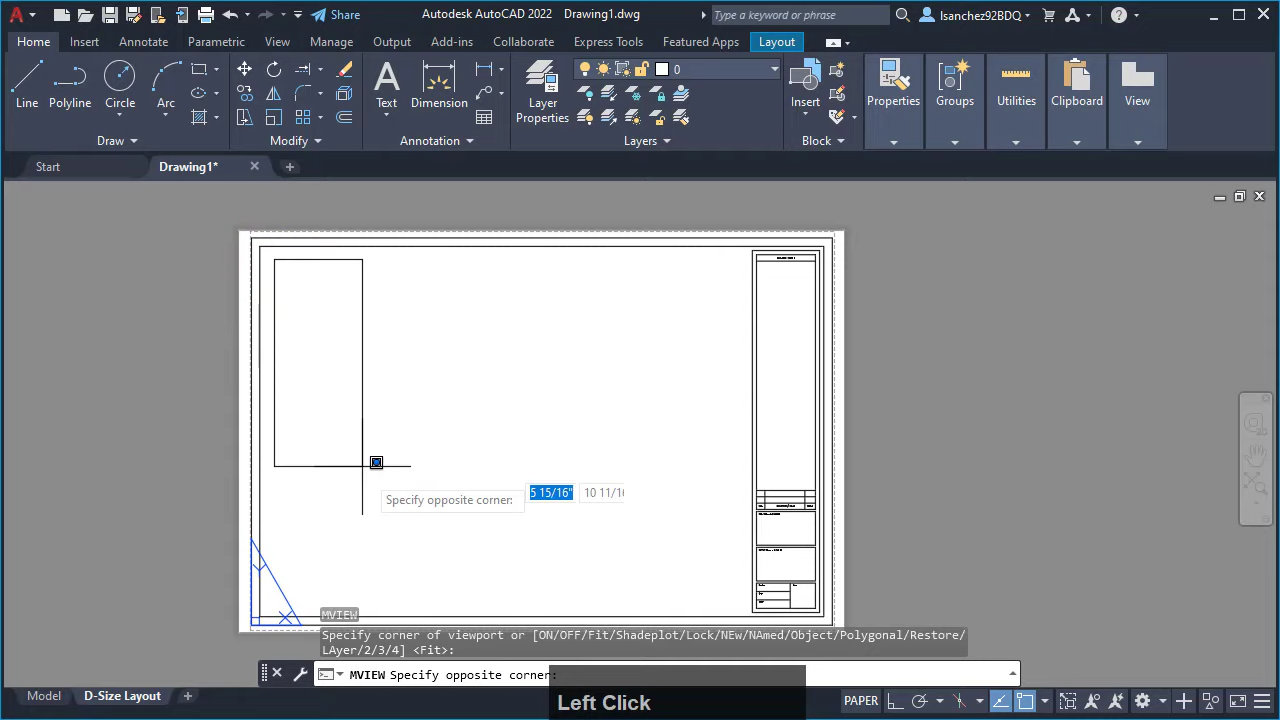 Share
Autodesk AutoCAD 2022 Drawing1.dwg
Type a keyword or phrase
lsanchez92BDQ
Home Insert Annotate Parametric View Manage Output Add-ins Collaborate Express Tools Featured Apps Layout
0
Line Polyline Circle Arc
Text Dimension
Layer
Properties
Insert
Properties Groups Utilities Clipboard View
Draw Modify Annotation Layers Block
Start Drawing1*
Specify opposite corner: 5 15/16" 10 11/16
MVIEW
Specify corner of viewport or [ON/OFF/Fit/Shadeplot/Lock/NEw/NAmed/Object/Polygonal/Restore/
LAyer/2/3/4] <Fit>:
MVIEW Specify opposite corner:
Left Click
Model D-Size Layout
PAPER